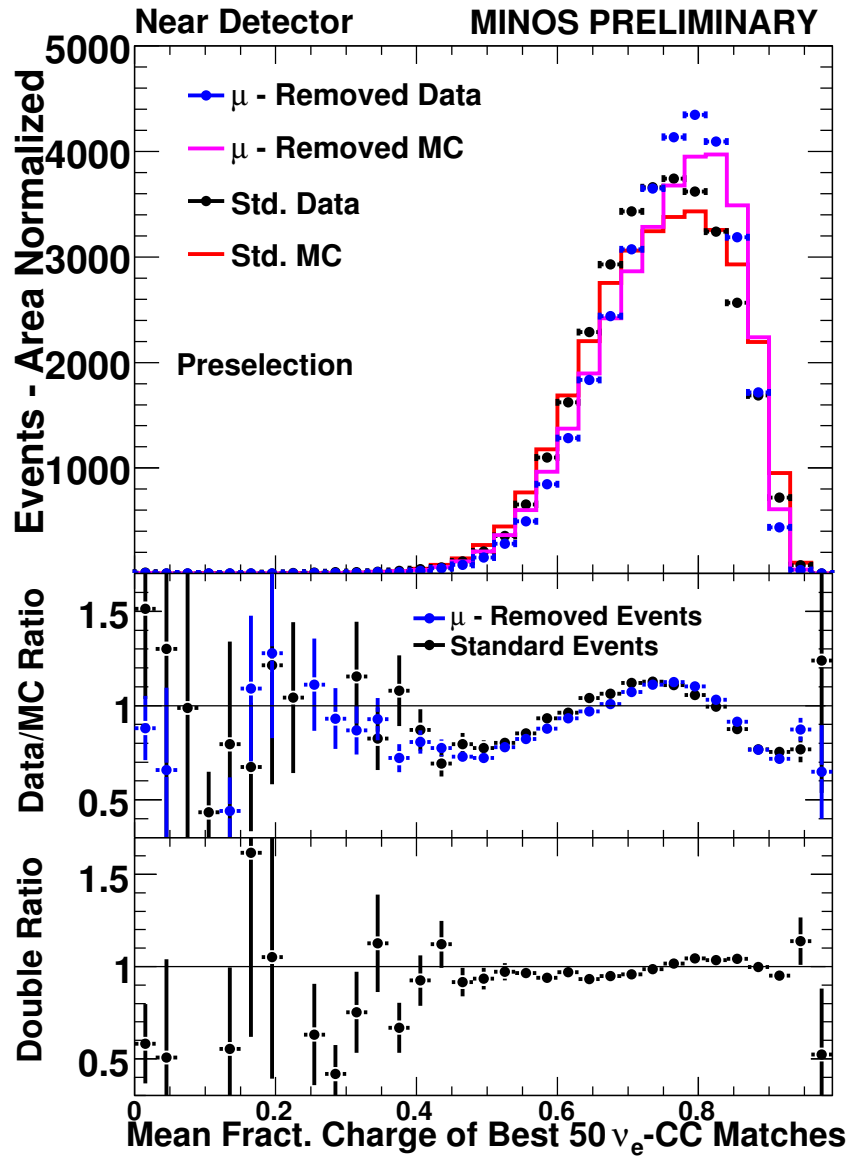 Near Detector MINOS PRELIMINARY
Events - Area Normalized
5000
4000
3000
2000
1000
μ - Removed Data
μ - Removed MC
Std. Data
Std. MC
Preselection
Data/MC Ratio
1.5
1
0.5
μ - Removed Events
Standard Events
Double Ratio
1.5
1
0.5
0 0.2 0.4 0.6 0.8
Mean Fract. Charge of Best 50 νe-CC Matches